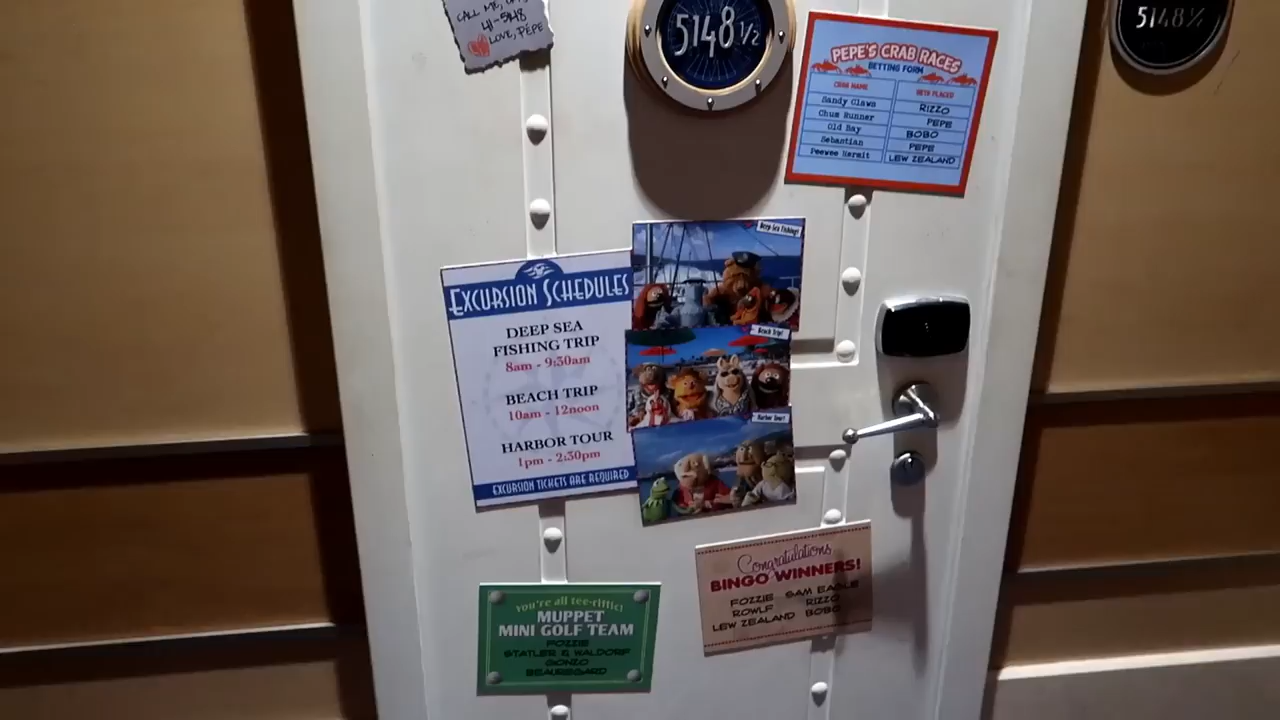 CALL ME,
41-5148
LOVE, PÉPE
5148 1/2
5148 1/2
PEPE'S CRAB RACES
BETTING FORM
CRAB NAME
BETS PLACED
Sandy Claws
RIZZO
Chum Runner
PEPE
Old Bay
BOBO
Sebastian
PEPE
Peewee Hermit
LEW ZEALAND
EXCURSION SCHEDULES
DEEP SEA
FISHING TRIP
8am - 9:30am
BEACH TRIP
10am - 12noon
HARBOR TOUR
1pm - 2:30pm
EXCURSION TICKETS ARE REQUIRED
Deep Sea Fishing!
Beach Trip!
Harbor Tour!
Congratulations
BINGO WINNERS!
FOZZIE SAM EAGLE
ROWLF RIZZO
LEW ZEALAND BOBO
You're all tee-riffic!
MUPPET
MINI GOLF TEAM
FOZZIE
STATLER & WALDORF
GONZO
BEAUREGARD